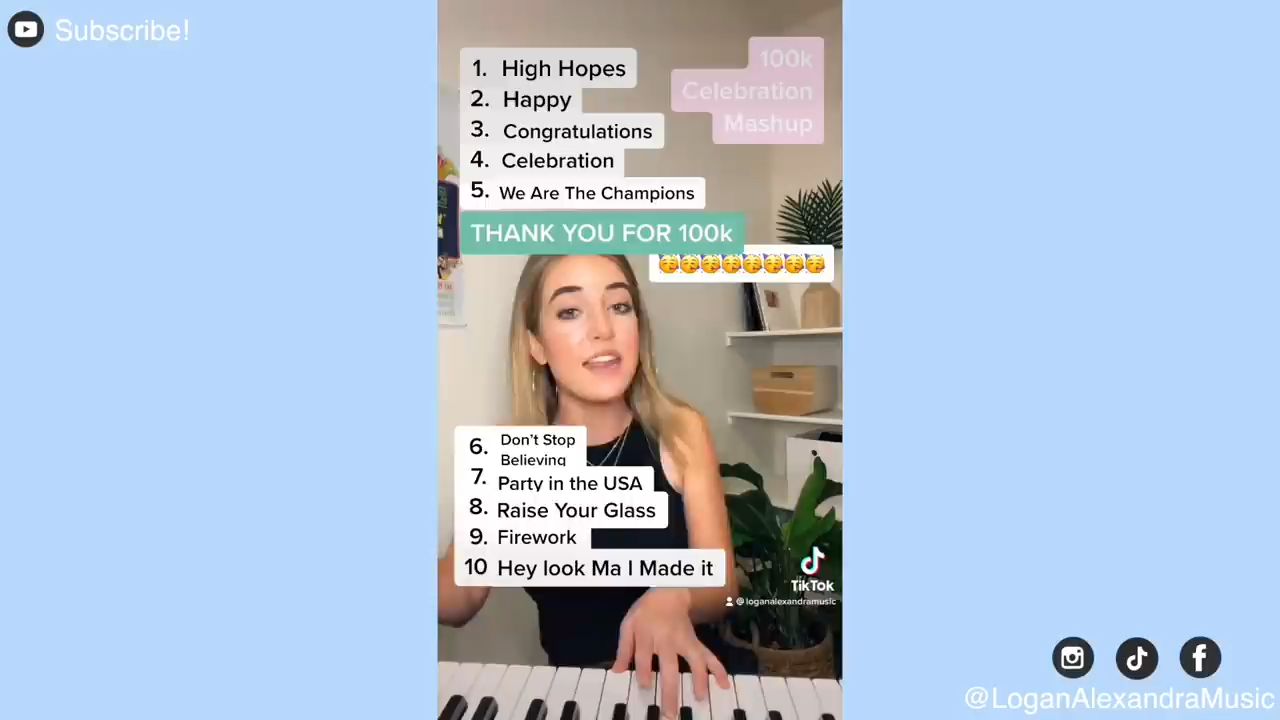 Subscribe!
100k
Celebration
Mashup
1. High Hopes
2. Happy
3. Congratulations
4. Celebration
5. We Are The Champions
THANK YOU FOR 100k
6. Don't Stop
Believing
7. Party in the USA
8. Raise Your Glass
9. Firework
10 Hey look Ma I Made it
TikTok
@loganalexandramusic
@LoganAlexandraMusic